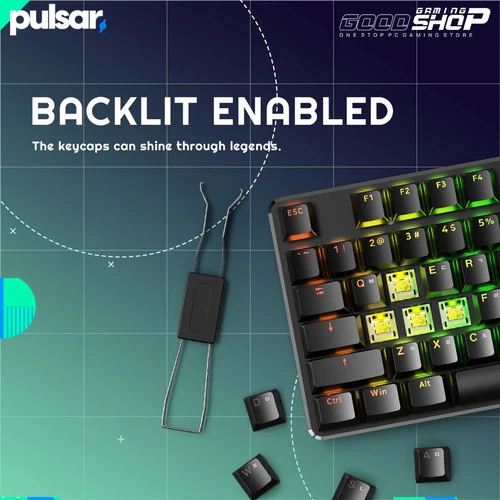 pulsar
GAMING
GOOD SHOP
ONE STOP PC GAMING STORE
BACKLIT ENABLED
The keycaps can shine through legends.
ESC F1 F2 F3 F4
1 ! 2 @ 3 # 4 $ 5 %
Q E R
F
Z X C
Ctrl Win Alt
D
W
S
A